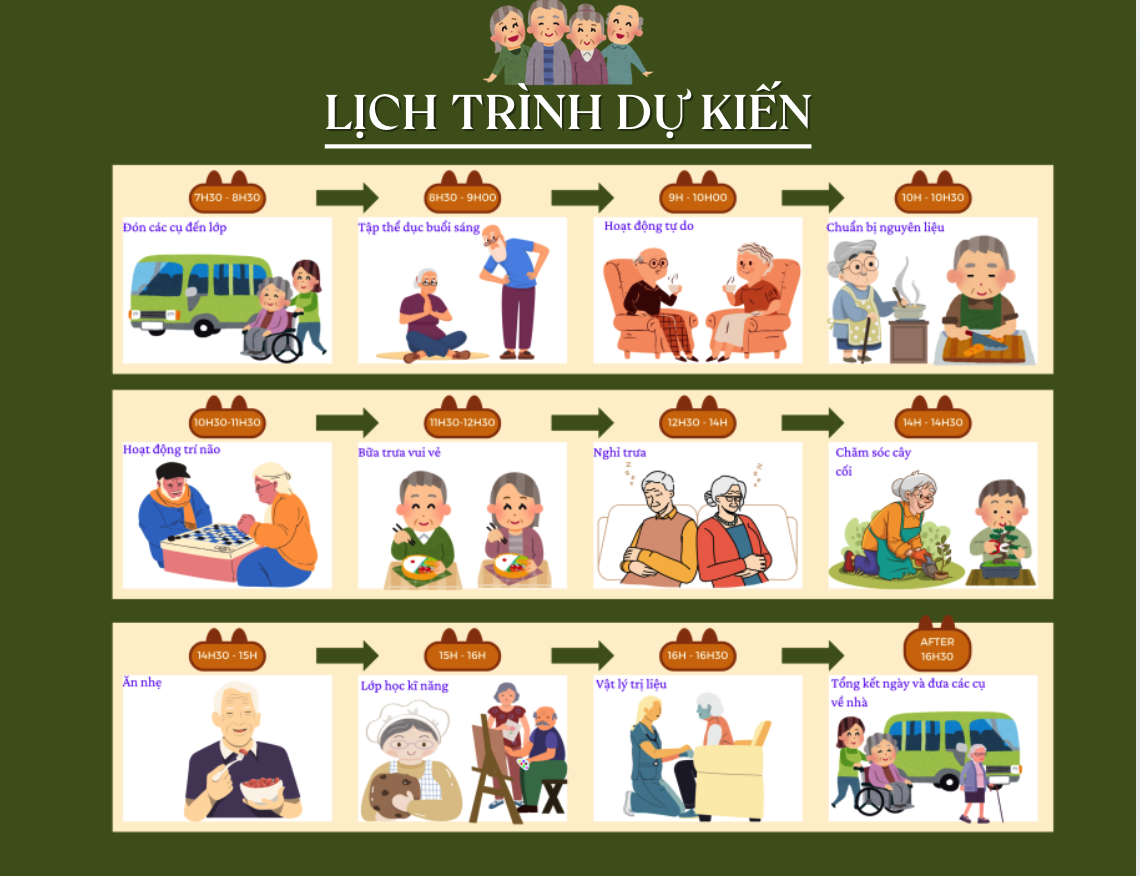 LỊCH TRÌNH DỰ KIẾN
7H30 - 8H30
8H30 - 9H00
9H - 10H00
10H - 10H30
Đón các cụ đến lớp
Tập thể dục buổi sáng
Hoạt động tự do
Chuẩn bị nguyên liệu
10H30-11H30
11H30-12H30
12H30 - 14H
14H - 14H30
Hoạt động trí não
Bữa trưa vui vẻ
Nghỉ trưa
Chăm sóc cây
cối
14H30 - 15H
15H - 16H
16H - 16H30
AFTER
16H30
Ăn nhẹ
Lớp học kĩ năng
Vật lý trị liệu
Tổng kết ngày và đưa các cụ
về nhà